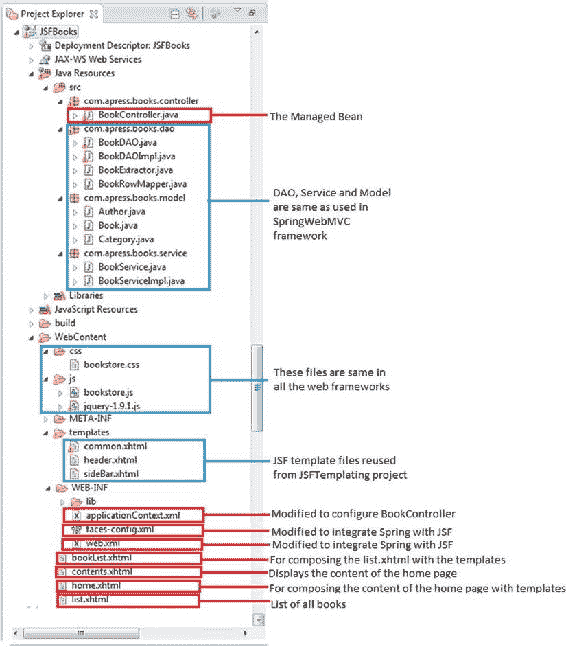 Project Explorer
JSFBooks
Deployment Descriptor: JSFBooks
JAX-WS Web Services
Java Resources
src
com.apress.books.controller
BookController.java
com.apress.books.dao
BookDAO.java
BookDAOImpl.java
BookExtractor.java
BookRowMapper.java
com.apress.books.model
Author.java
Book.java
Category.java
com.apress.books.service
BookService.java
BookServiceImpl.java
Libraries
JavaScript Resources
build
WebContent
css
bookstore.css
js
bookstore.js
jquery-1.9.1.js
META-INF
templates
common.xhtml
header.xhtml
sideBar.xhtml
WEB-INF
lib
applicationContext.xml
faces-config.xml
web.xml
bookList.xhtml
contents.xhtml
home.xhtml
list.xhtml
The Managed Bean
DAO, Service and Model
are same as used in
SpringWebMVC
framework
These files are same in
all the web frameworks
JSF template files reused
from JSFTemplating project
Modified to configure BookController
Modified to integrate Spring with JSF
Modified to integrate Spring with JSF
For composing the list.xhtml with the templates
Displays the content of the home page
For composing the content of the home page with templates
List of all books